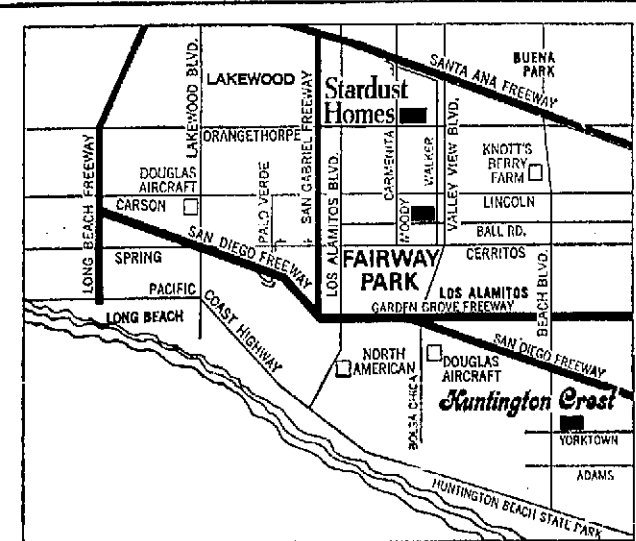 BUENA
PARK
LAKEWOOD BLVD.
LAKEWOOD
SAN GABRIEL FREEWAY
SANTA ANA FREEWAY
Stardust
Homes
ORANGETHORPE
VALLEY VIEW BLVD.
KNOTT'S
BERRY
FARM
LONG BEACH FREEWAY
DOUGLAS
AIRCRAFT
PALO VERDE
LOS ALAMITOS BLVD.
CARMENITA
WALKER
MOODY
CARSON
LINCOLN
BALL RD.
SAN DIEGO FREEWAY
SPRING
FAIRWAY
PARK
CERRITOS
BEACH BLVD.
PACIFIC
COAST HIGHWAY
LOS ALAMITOS
GARDEN GROVE FREEWAY
LONG BEACH
NORTH
AMERICAN
BOLSA CHICA
DOUGLAS
AIRCRAFT
SAN DIEGO FREEWAY
Huntington Crest
YORKTOWN
ADAMS
HUNTINGTON BEACH STATE PARK